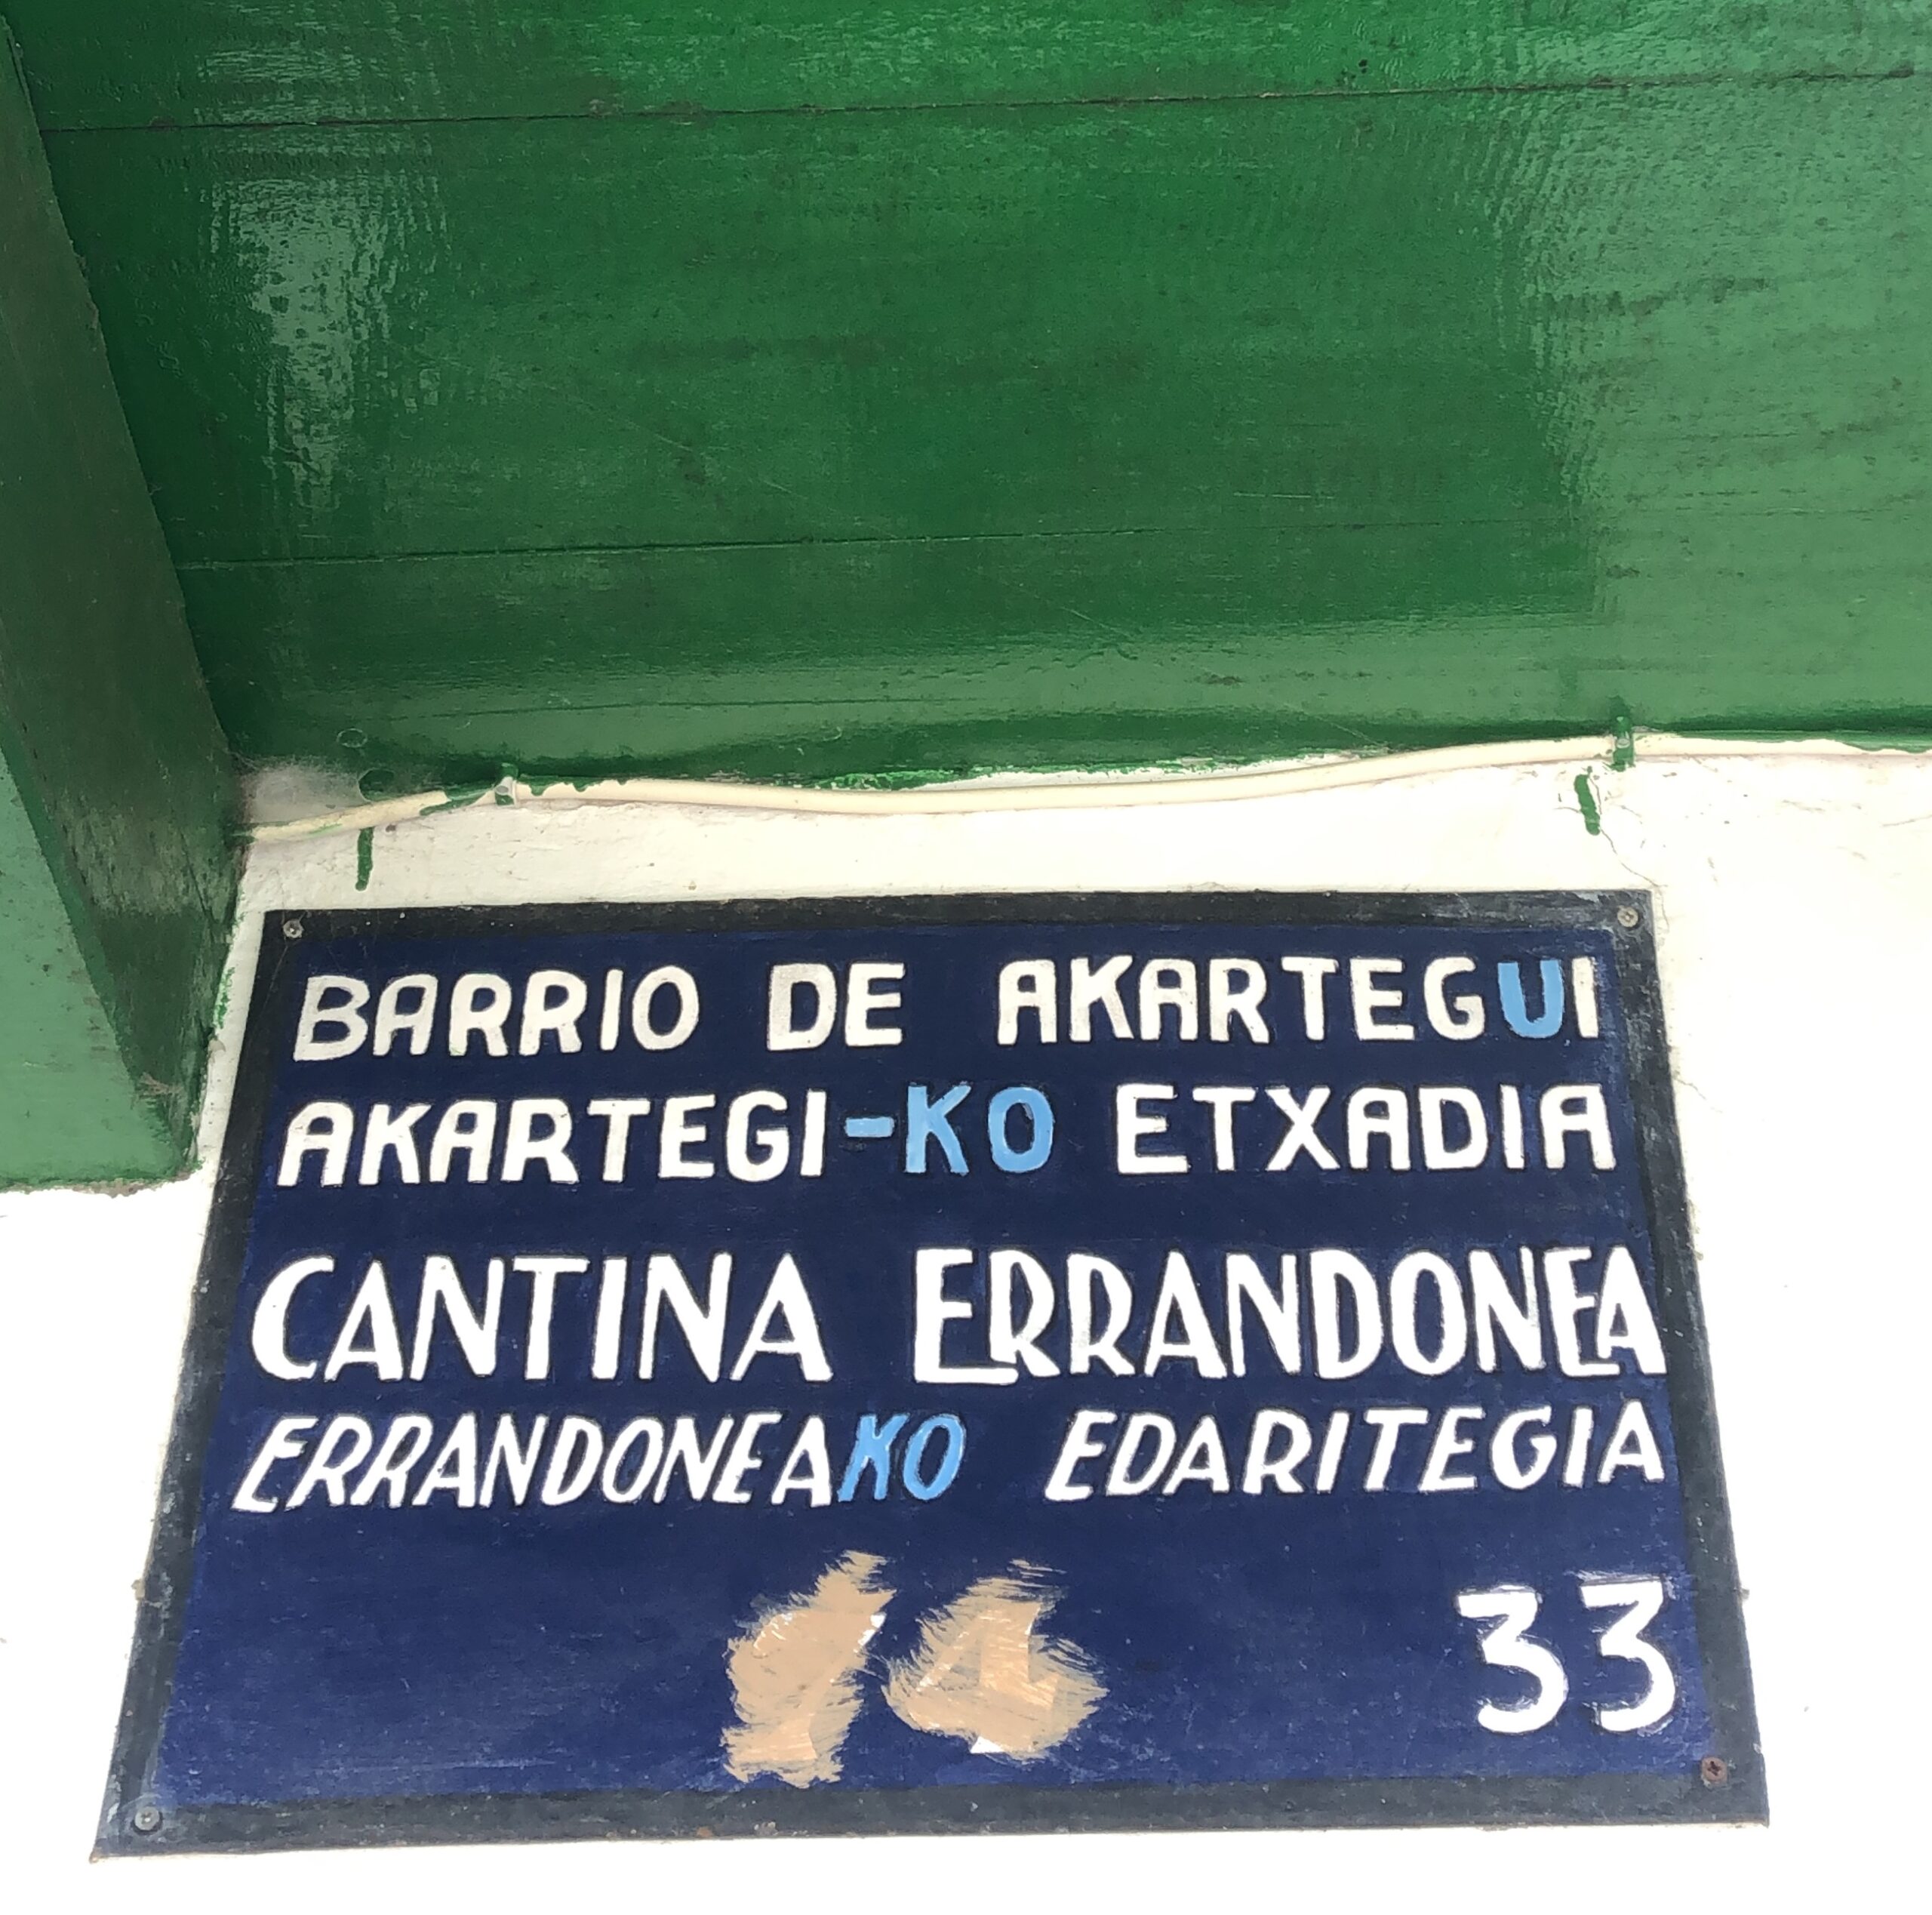 BARRIO DE AKARTEGUI
AKARTEGI-KO ETXADIA
CANTINA ERRANDONEA
ERRANDONEAKO EDARITEGIA
33